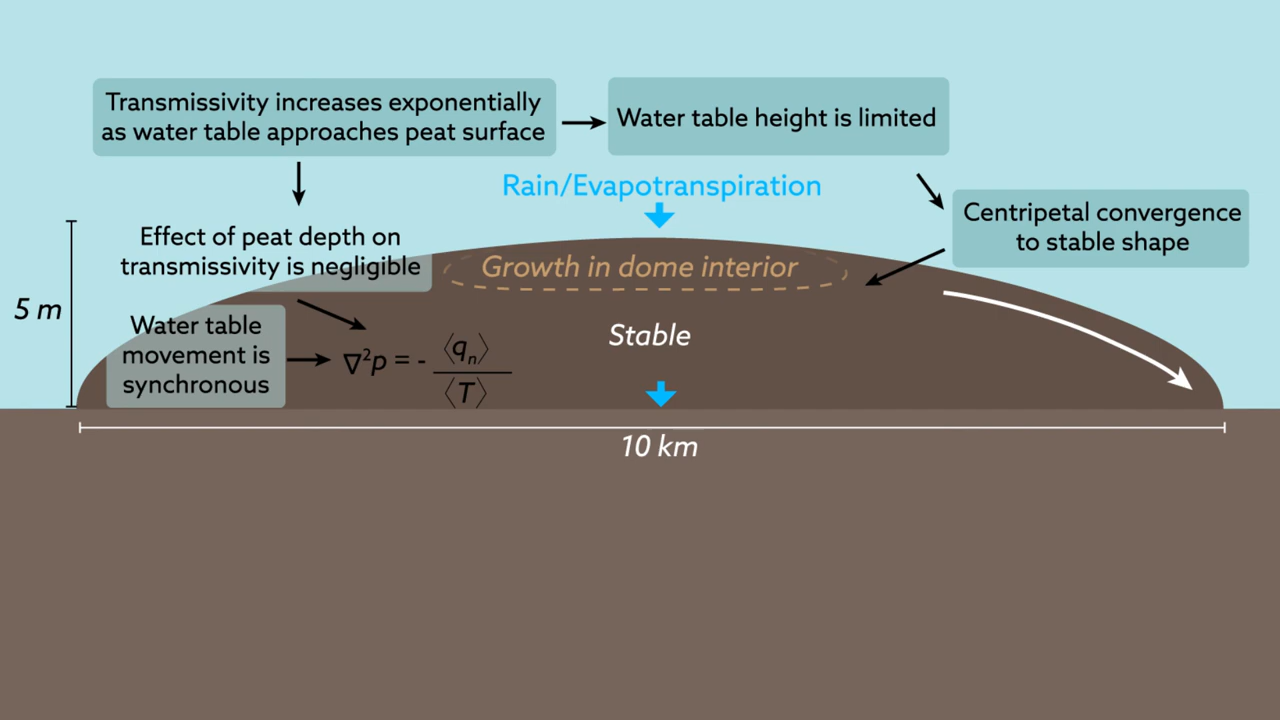 Transmissivity increases exponentially
as water table approaches peat surface
Water table height is limited
Rain/Evapotranspiration
Centripetal convergence
to stable shape
Effect of peat depth on
transmissivity is negligible
Growth in dome interior
5 m
Water table
movement is
synchronous
∇²p = - ⟨qₙ⟩
⟨T⟩
Stable
10 km